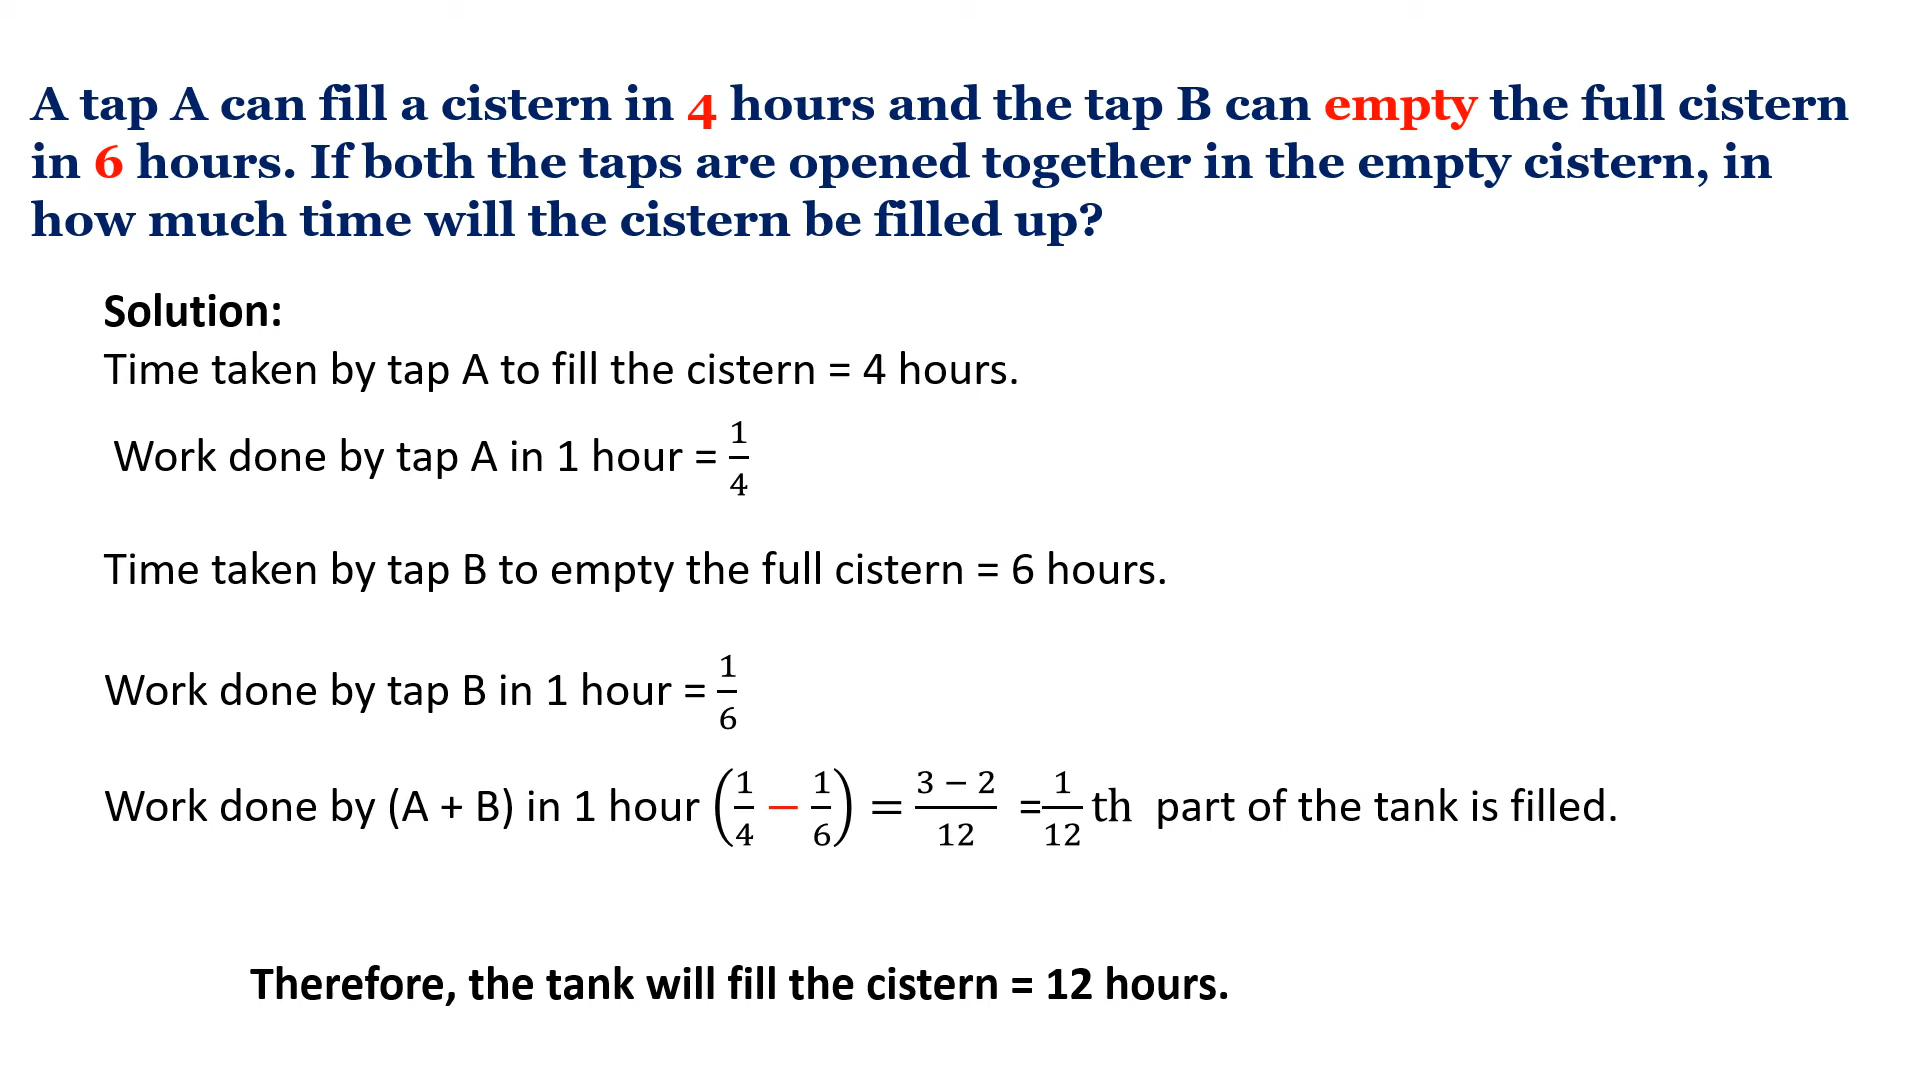 A tap A can fill a cistern in 4 hours and the tap B can empty the full cistern
in 6 hours. If both the taps are opened together in the empty cistern, in
how much time will the cistern be filled up?
Solution:
Time taken by tap A to fill the cistern = 4 hours.
Work done by tap A in 1 hour = 1/4
Time taken by tap B to empty the full cistern = 6 hours.
Work done by tap B in 1 hour = 1/6
Work done by (A + B) in 1 hour (1/4 − 1/6) = (3 − 2)/12 = 1/12 th part of the tank is filled.
Therefore, the tank will fill the cistern = 12 hours.